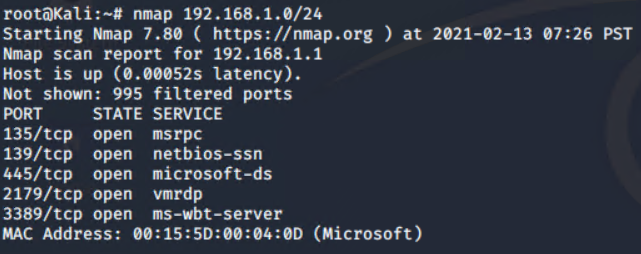 root@Kali:~# nmap 192.168.1.0/24
Starting Nmap 7.80 ( https://nmap.org ) at 2021-02-13 07:26 PST
Nmap scan report for 192.168.1.1
Host is up (0.00052s latency).
Not shown: 995 filtered ports
PORT     STATE SERVICE
135/tcp  open  msrpc
139/tcp  open  netbios-ssn
445/tcp  open  microsoft-ds
2179/tcp open  vmrdp
3389/tcp open  ms-wbt-server
MAC Address: 00:15:5D:00:04:0D (Microsoft)